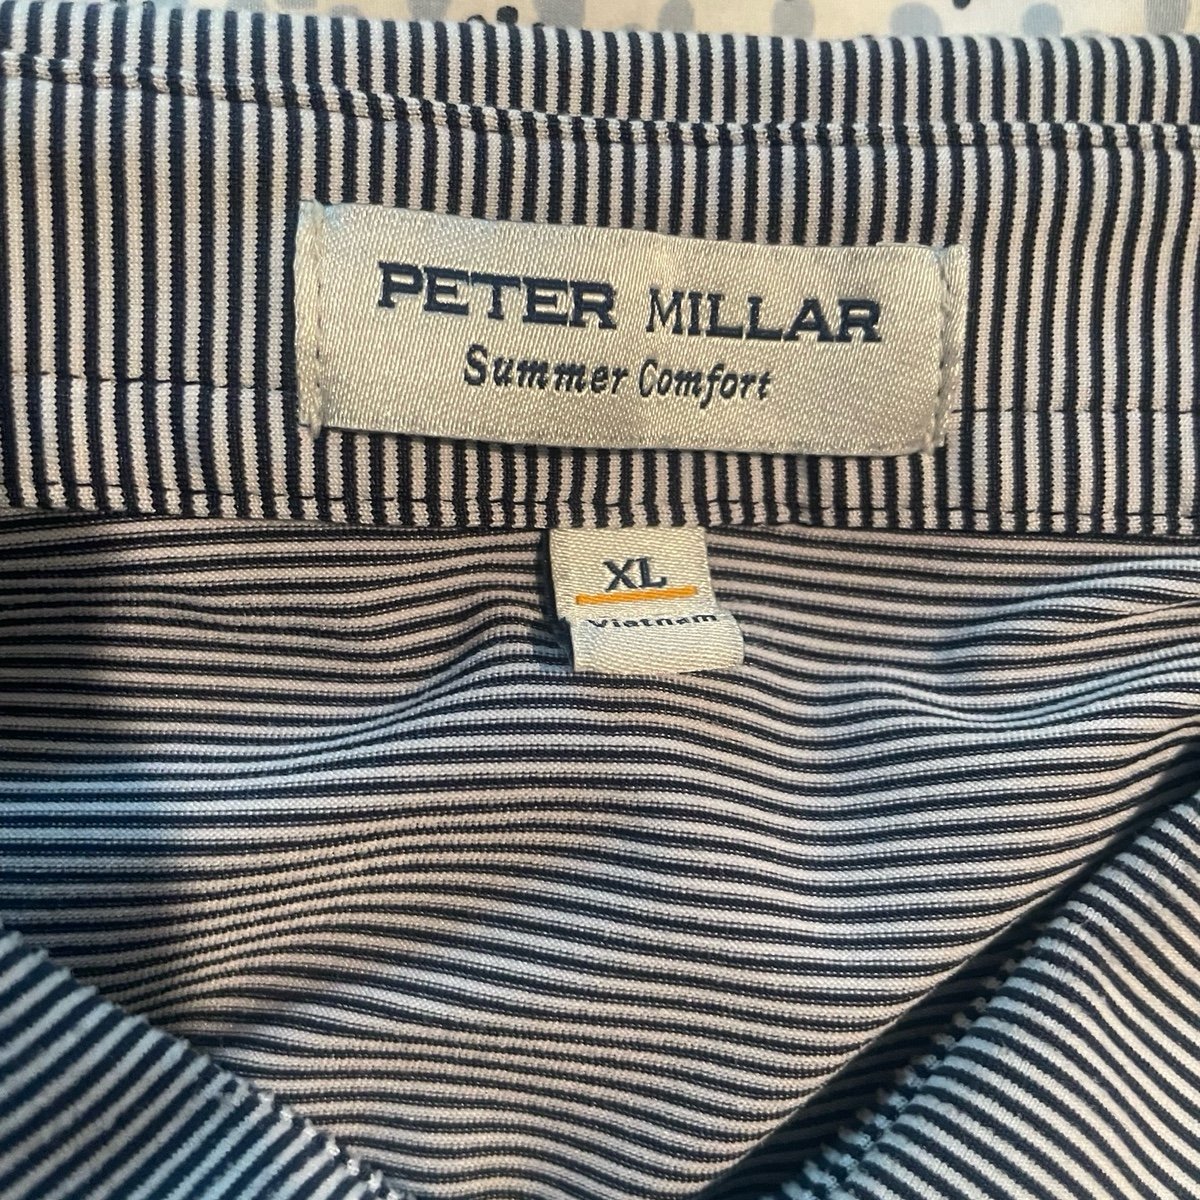 PETER MILLAR
Summer Comfort
XL
Vietnam